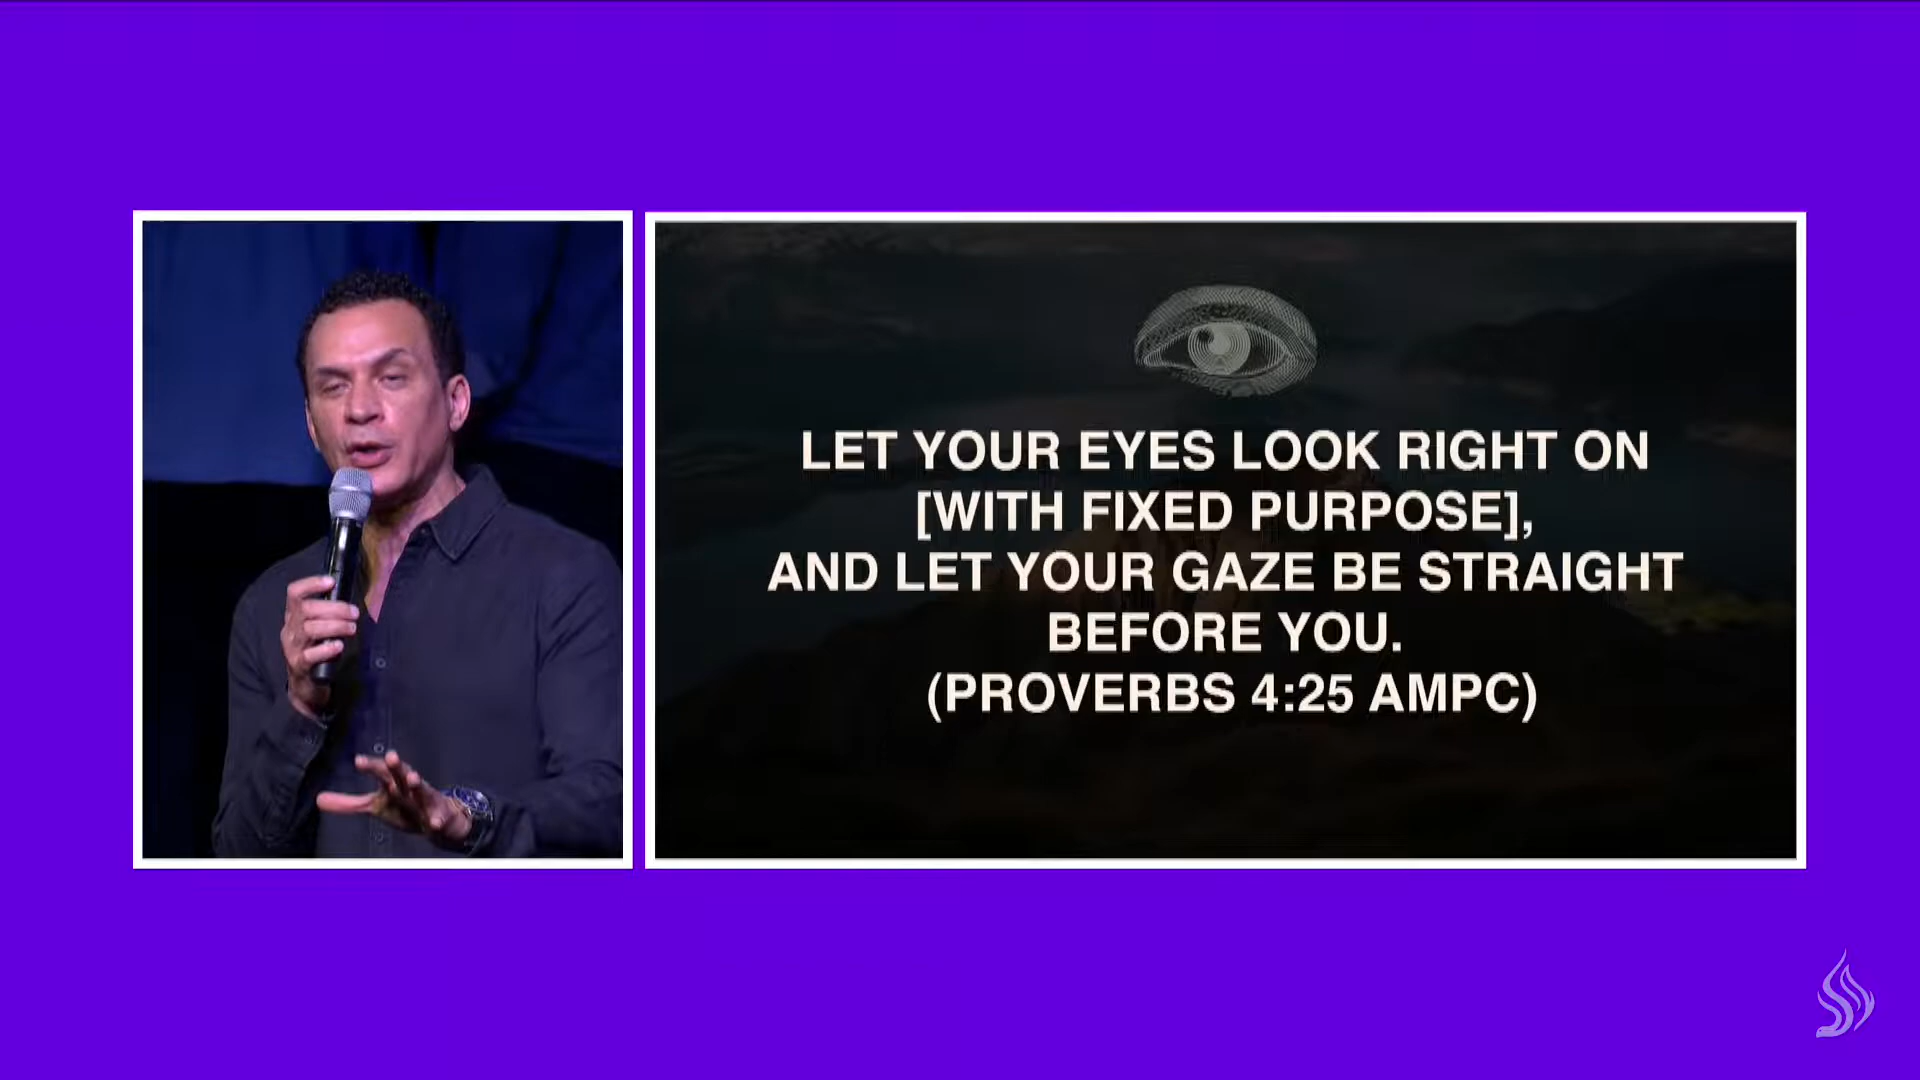 LET YOUR EYES LOOK RIGHT ON
[WITH FIXED PURPOSE],
AND LET YOUR GAZE BE STRAIGHT
BEFORE YOU.
(PROVERBS 4:25 AMPC)